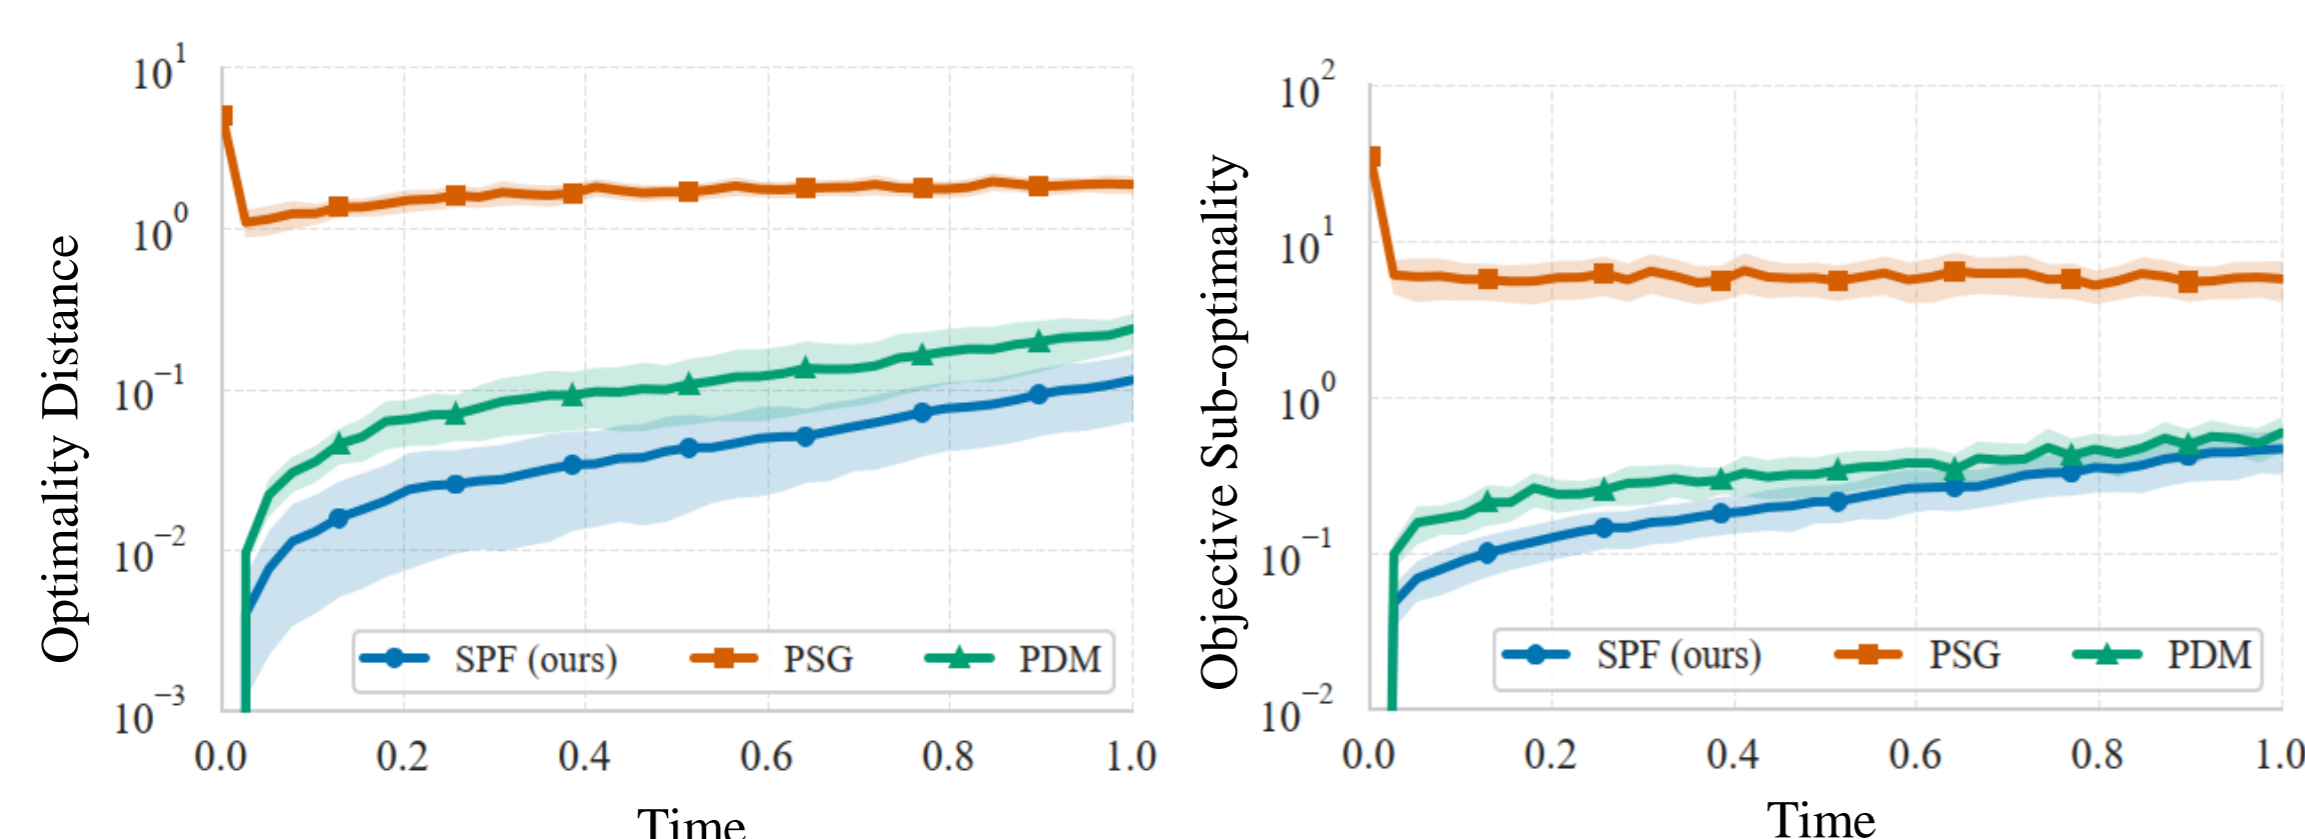 Optimality Distance
10^1
10^0
10^−1
10^−2
10^−3
0.0 0.2 0.4 0.6 0.8 1.0
Time
SPF (ours) PSG PDM
Objective Sub-optimality
10^2
10^1
10^0
10^−1
10^−2
0.0 0.2 0.4 0.6 0.8 1.0
Time
SPF (ours) PSG PDM